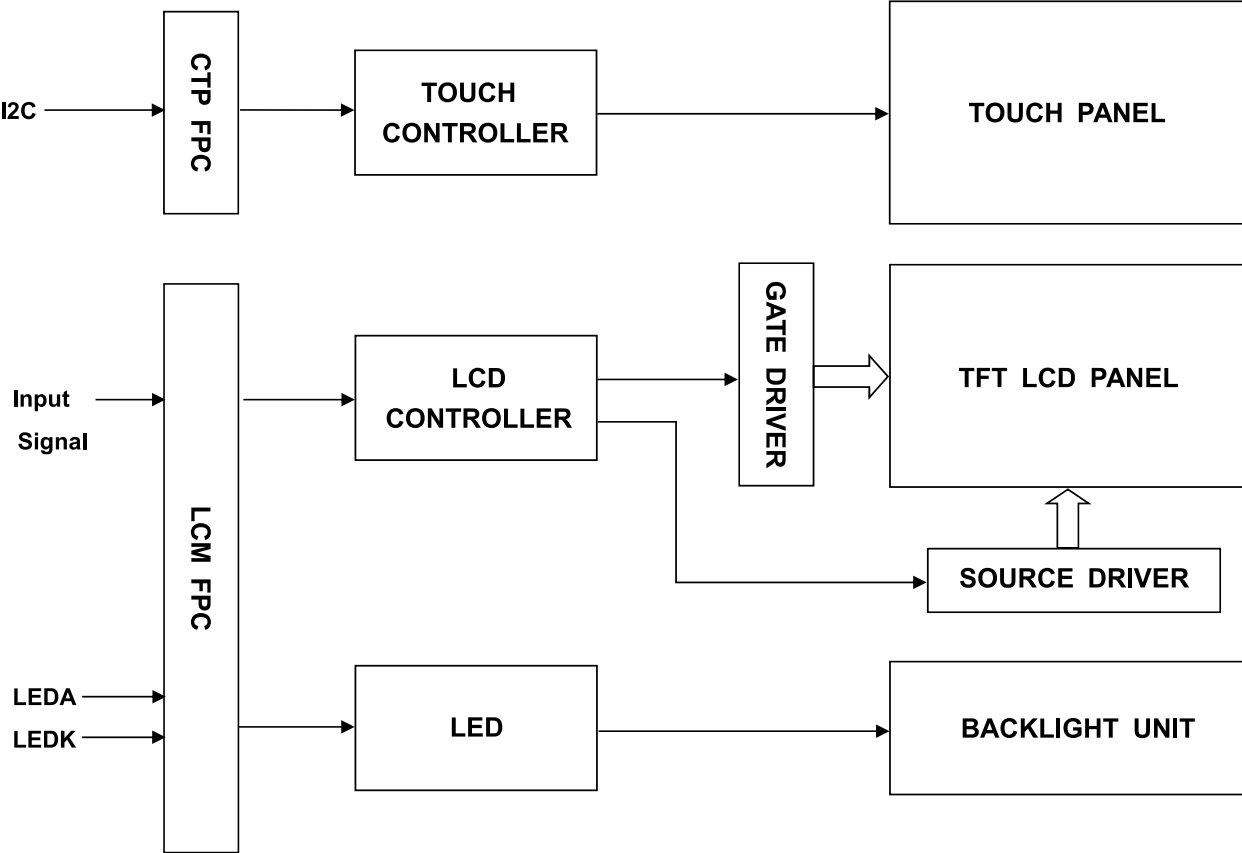 I2C
CTP FPC
TOUCH
CONTROLLER
TOUCH PANEL
Input
Signal
LEDA
LEDK
LCM FPC
LCD
CONTROLLER
GATE DRIVER
TFT LCD PANEL
SOURCE DRIVER
LED
BACKLIGHT UNIT